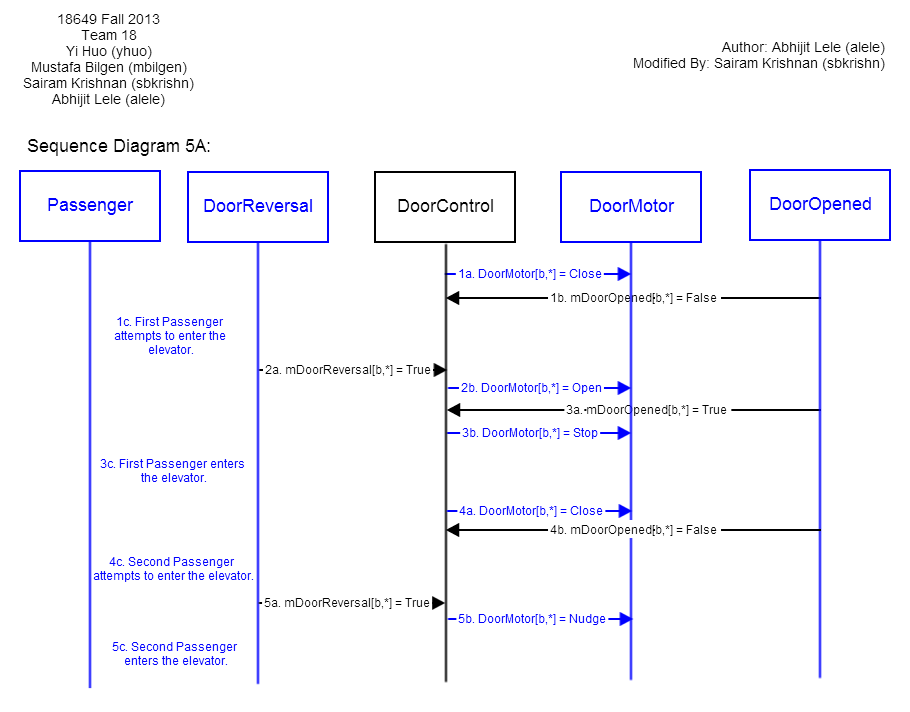 18649 Fall 2013
Team 18
Yi Huo (yhuo)
Mustafa Bilgen (mbilgen)
Sairam Krishnan (sbkrishn)
Abhijit Lele (alele)
Author: Abhijit Lele (alele)
Modified By: Sairam Krishnan (sbkrishn)
Sequence Diagram 5A:
Passenger
DoorReversal
DoorControl
DoorMotor
DoorOpened
1a. DoorMotor[b,*] = Close
1b. mDoorOpened[b,*] = False
1c. First Passenger
attempts to enter the
elevator.
2a. mDoorReversal[b,*] = True
2b. DoorMotor[b,*] = Open
3a. mDoorOpened[b,*] = True
3b. DoorMotor[b,*] = Stop
3c. First Passenger enters
the elevator.
4a. DoorMotor[b,*] = Close
4b. mDoorOpened[b,*] = False
4c. Second Passenger
attempts to enter the elevator.
5a. mDoorReversal[b,*] = True
5b. DoorMotor[b,*] = Nudge
5c. Second Passenger
enters the elevator.